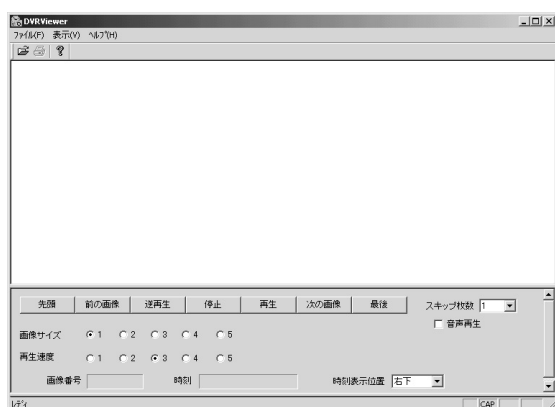 DVRViewer
ﾌｧｲﾙ(F) 表示(V) ﾍﾙﾌﾟ(H)
先頭 前の画像 逆再生 停止 再生 次の画像 最後 スキップ枚数 1
音声再生
画像サイズ 1 2 3 4 5
再生速度 1 2 3 4 5
画像番号 時刻 時刻表示位置 右下
ﾚﾃﾞｨ CAP